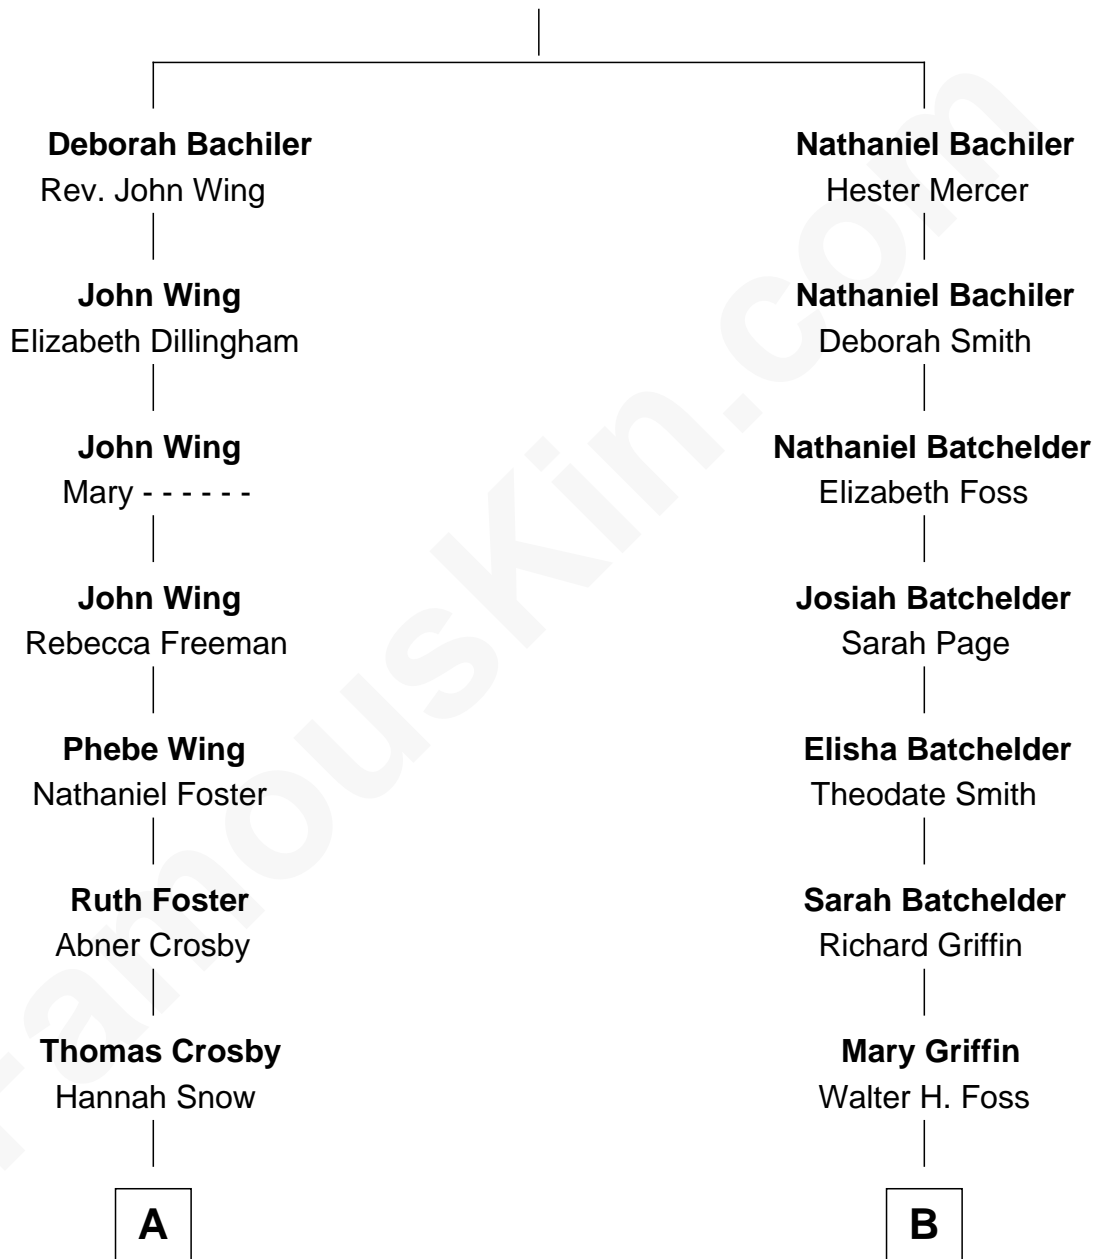 Deborah Bachiler
Rev. John Wing
John Wing
Elizabeth Dillingham
John Wing
Mary - - - - - -
John Wing
Rebecca Freeman
Phebe Wing
Nathaniel Foster
Ruth Foster
Abner Crosby
Thomas Crosby
Hannah Snow
A
Nathaniel Bachiler
Hester Mercer
Nathaniel Bachiler
Deborah Smith
Nathaniel Batchelder
Elizabeth Foss
Josiah Batchelder
Sarah Page
Elisha Batchelder
Theodate Smith
Sarah Batchelder
Richard Griffin
Mary Griffin
Walter H. Foss
B
FamousKin.com